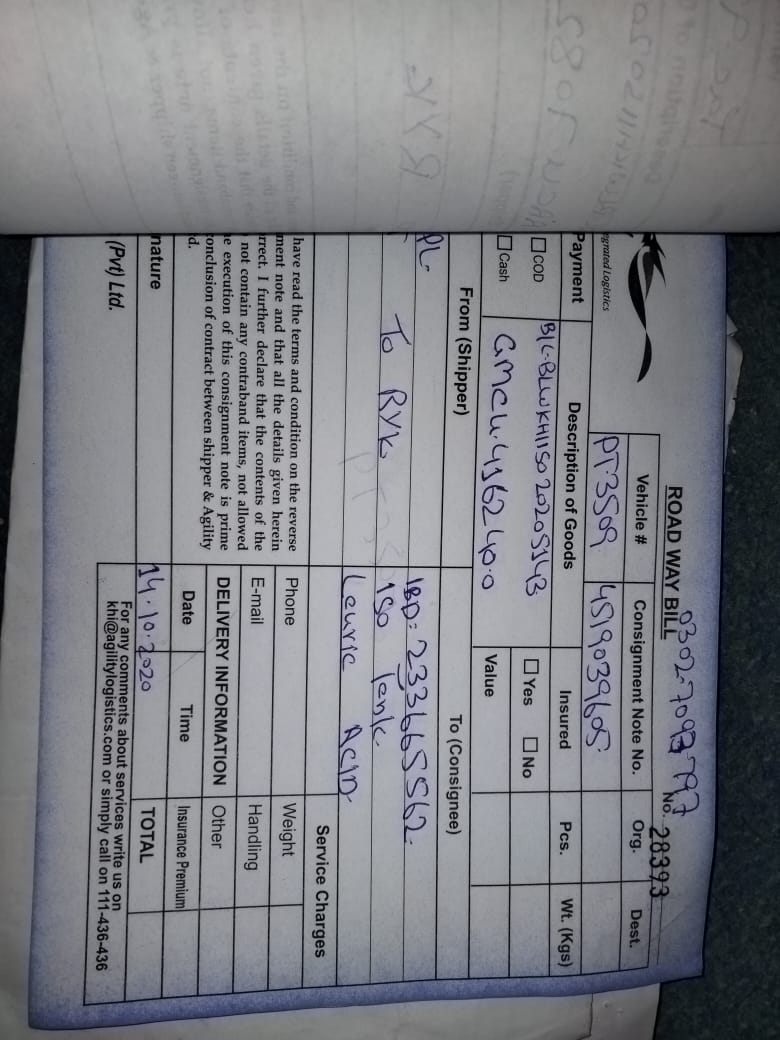 0302-7093797
ROAD WAY BILL
No. 28393
egrated Logistics
Vehicle #
Consignment Note No.
Org.
Dest.
PT-3509
4519039605
Payment
Description of Goods
Insured
Pcs.
Wt. (Kgs)
COD
B/L-BLWKHI1SO20205143
Yes
No
Cash
GMCU.4162400
Value
From (Shipper)
To (Consignee)
PL-
IBD: 233665562
To RYK
ISO Tank
Lauric ACID
Service Charges
have read the terms and condition on the reverse
ment note and that all the details given herein
rrect. I further declare that the contents of the
not contain any contraband items, not allowed
e execution of this consignment note is prime
conclusion of contract between shipper & Agility
d.
Phone
Weight
E-mail
Handling
DELIVERY INFORMATION
Other
Date
Time
Insurance Premium
nature
14.10.2020
TOTAL
(Pvt) Ltd.
For any comments about services write us on
khi@agilitylogistics.com or simply call on 111-436-436